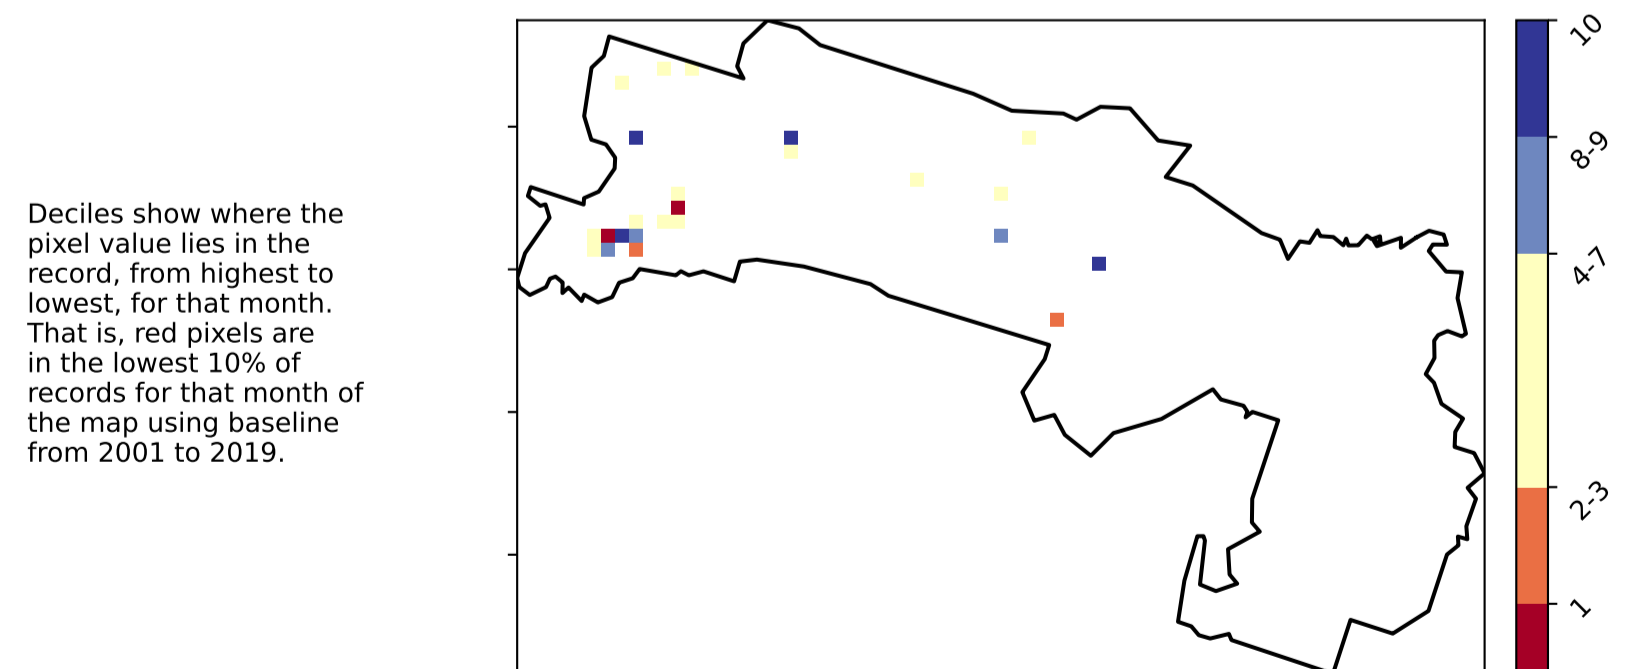 Deciles show where the
pixel value lies in the
record, from highest to
lowest, for that month.
That is, red pixels are
in the lowest 10% of
records for that month of
the map using baseline
from 2001 to 2019.
10
8-9
4-7
2-3
1